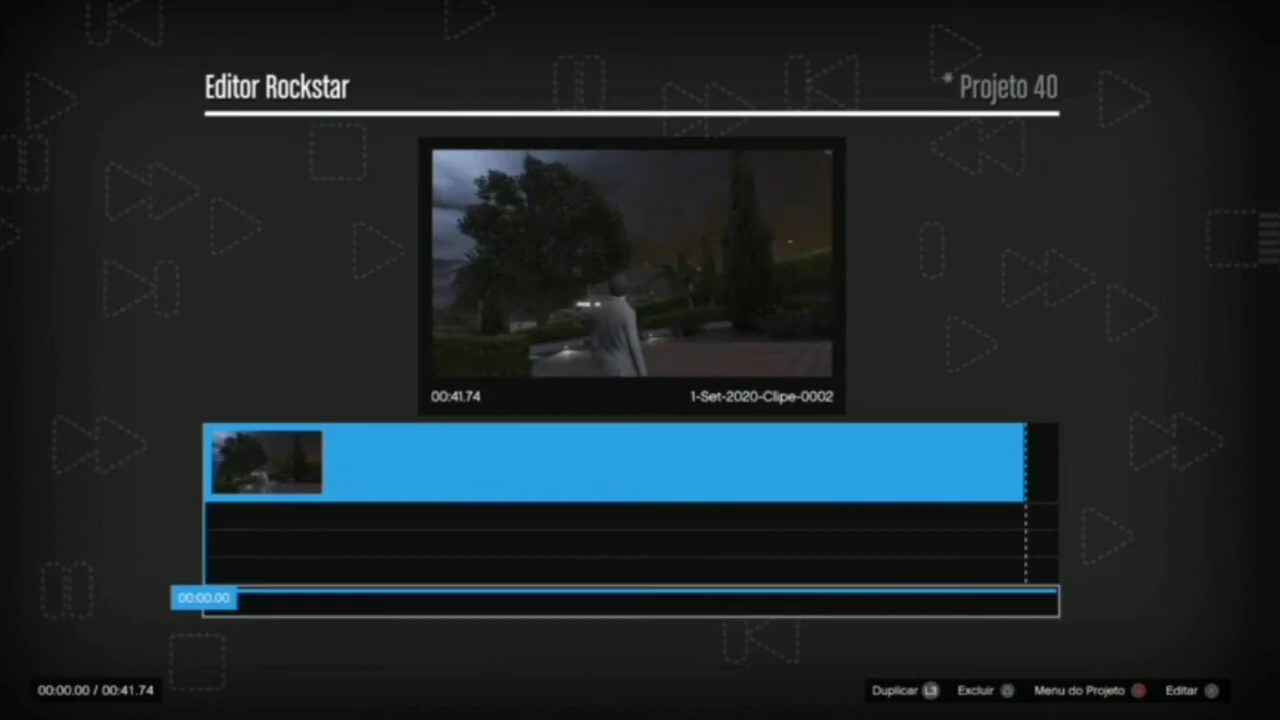 Editor Rockstar
* Projeto 40
00:41.74
1-Set-2020-Clipe-0002
00:00.00
00:00.00 / 00:41.74
Duplicar L3 Excluir Menu do Projeto Editar